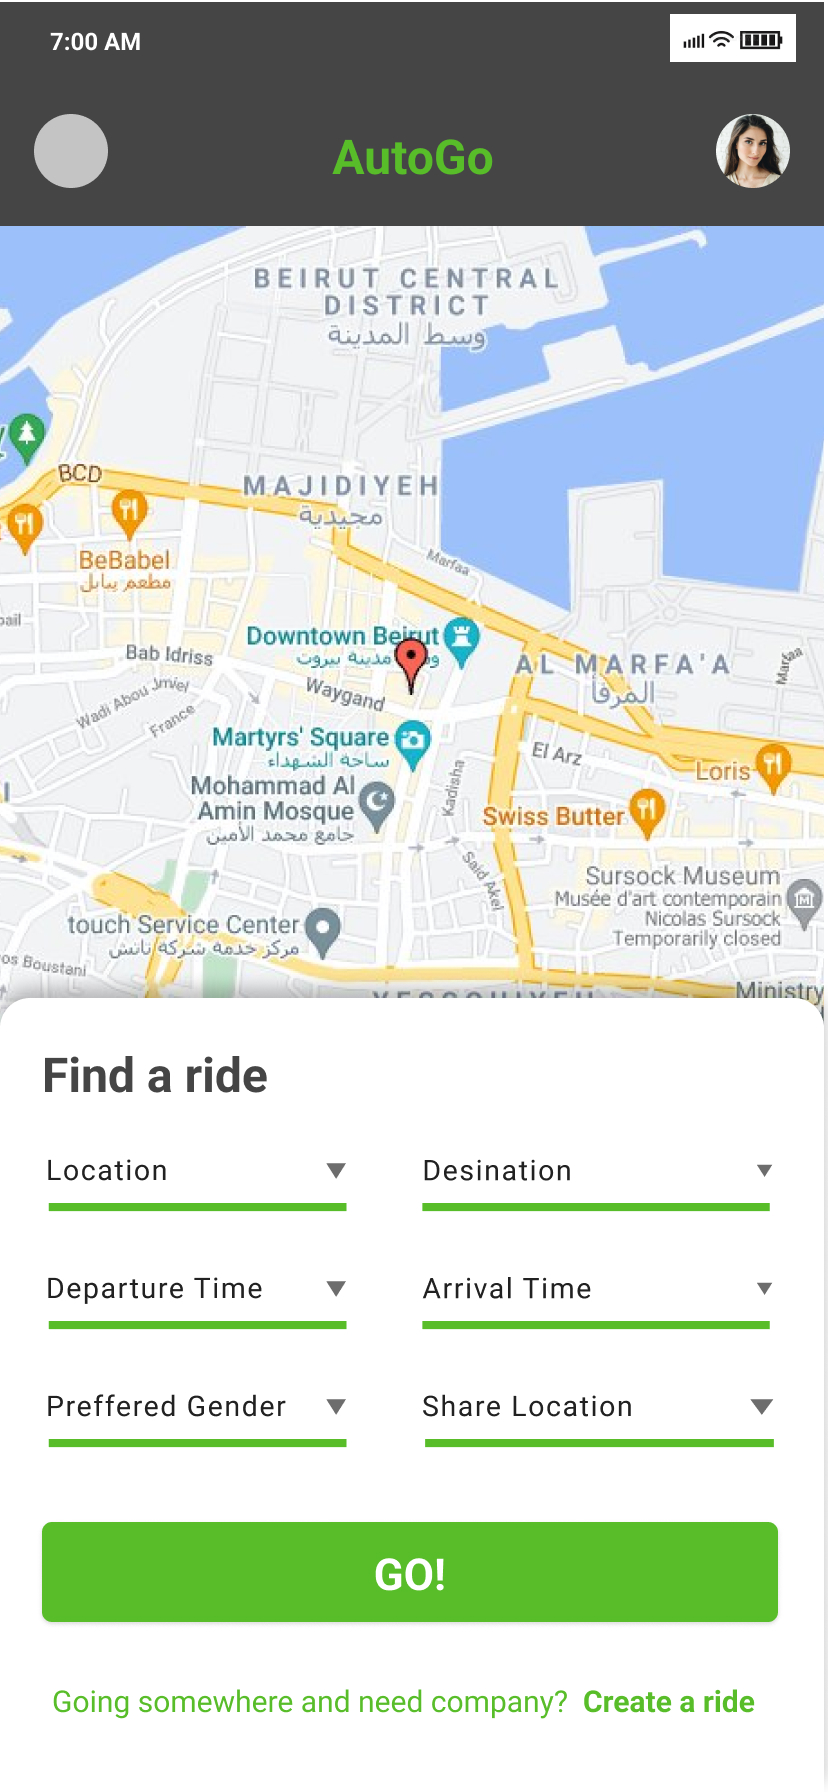 7:00 AM
AutoGo
BEIRUT CENTRAL
DISTRICT
وسط المدينة
BCD
MAJIDIYEH
مجيدية
Marfaa
BeBabel
مطعم ببابل
Downtown Beirut
مدينة بيروت
Bab Idriss
AL MARFA'A
المرفأ
Marfaa
Waygand
Wadi Abou Jmiel
France
Martyrs' Square
ساحة الشهداء
El Arz
Loris
Mohammad Al
Amin Mosque
جامع محمد الأمين
Kadisha
Swiss Butter
Said Akel
Sursock Museum
Musée d'art contemporain
Nicolas Sursock
Temporarily closed
touch Service Center
مركز خدمة شركة تاتش
os Boustani
Ministry
Find a ride
Location
Desination
Departure Time
Arrival Time
Preffered Gender
Share Location
GO!
Going somewhere and need company? Create a ride